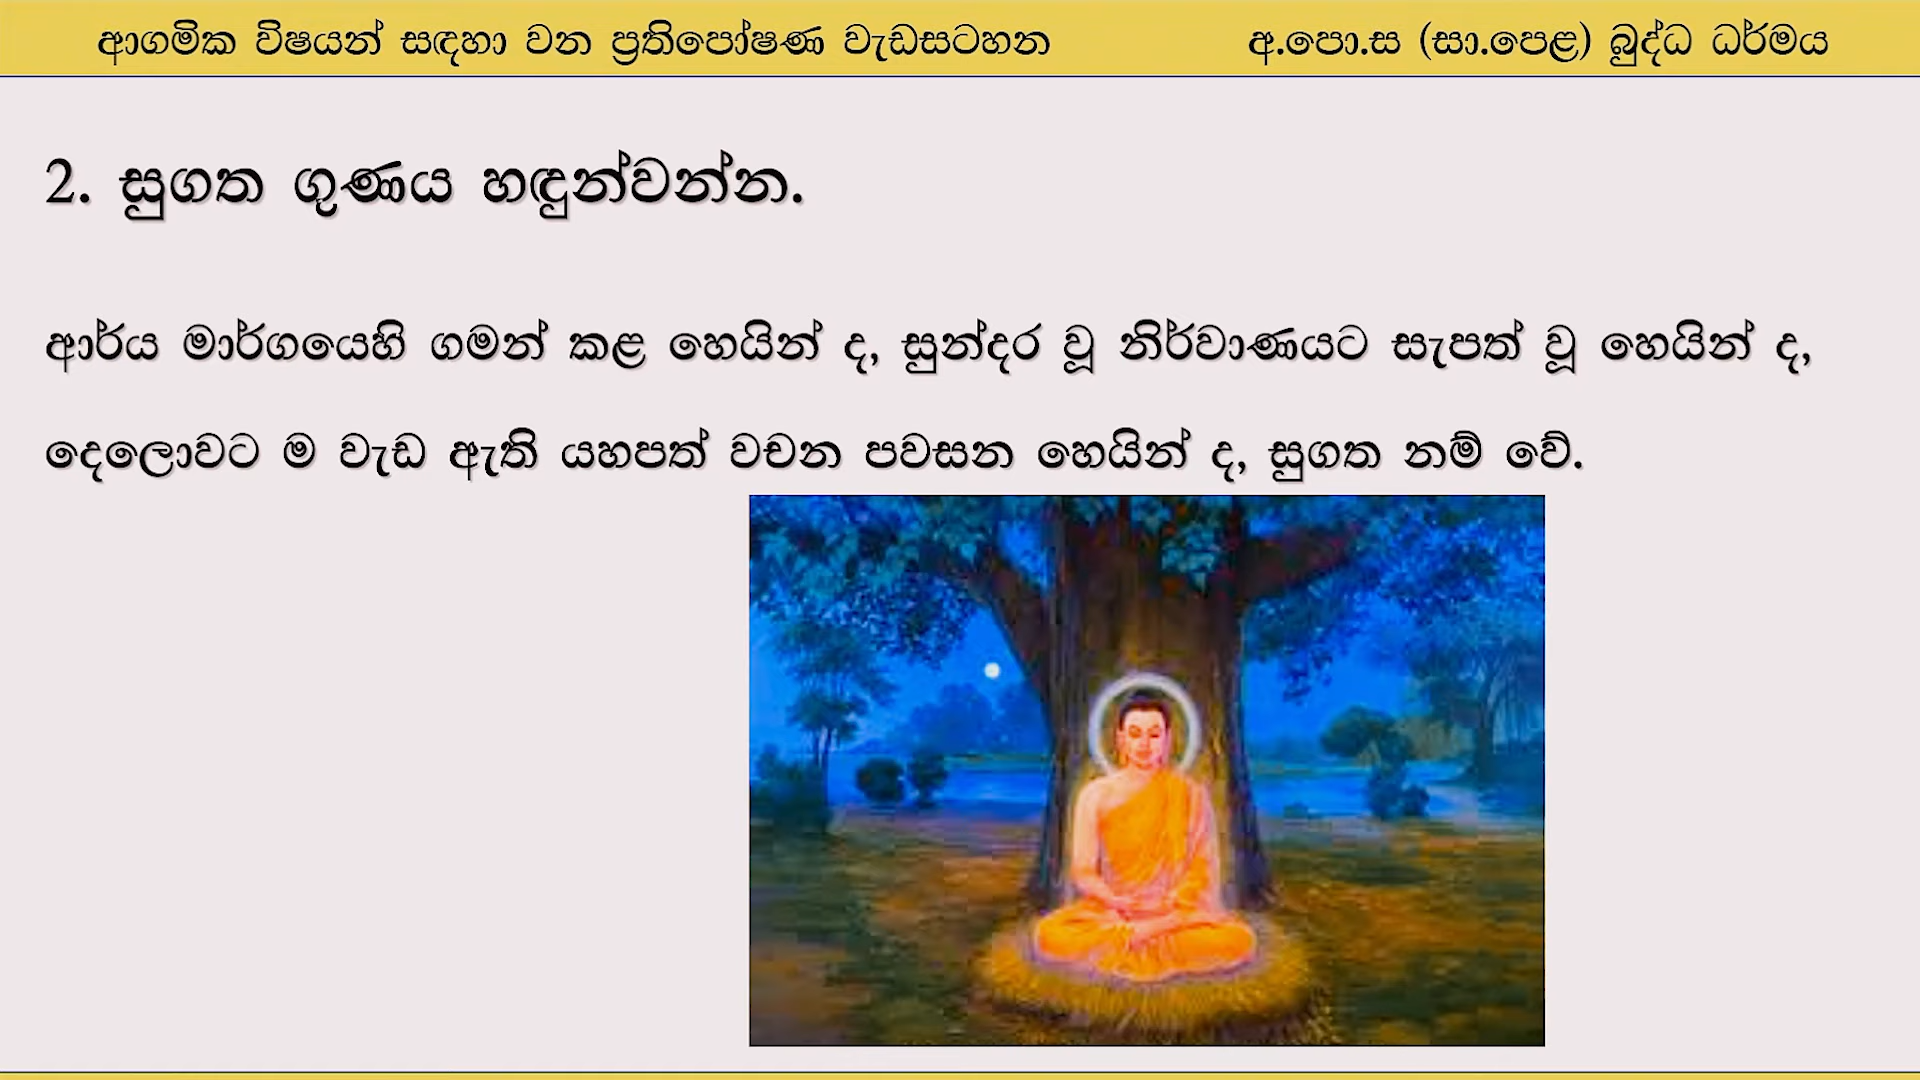 ආගමික විෂයන් සඳහා වන ප්‍රතිපෝෂණ වැඩසටහන
අ.පො.ස (සා.පෙළ) බුද්ධ ධර්මය
2. සුගත ගුණය හඳුන්වන්න.
ආර්ය මාර්ගයෙහි ගමන් කළ හෙයින් ද, සුන්දර වූ නිර්වාණයට සැපත් වූ හෙයින් ද,
දෙලොවට ම වැඩ ඇති යහපත් වචන පවසන හෙයින් ද, සුගත නම් වේ.